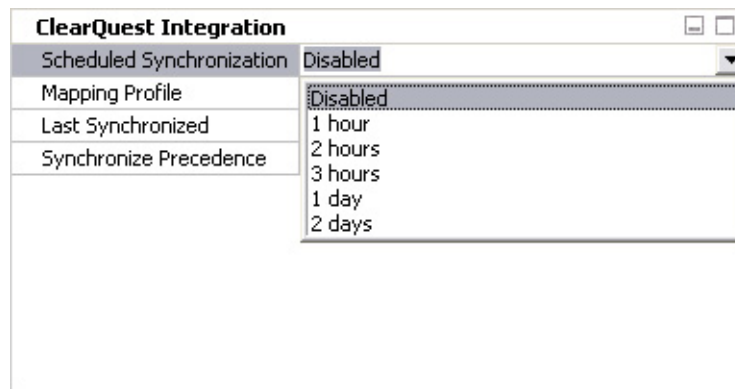 ClearQuest Integration
Scheduled Synchronization Disabled
Mapping Profile
Last Synchronized
Synchronize Precedence
Disabled
1 hour
2 hours
3 hours
1 day
2 days